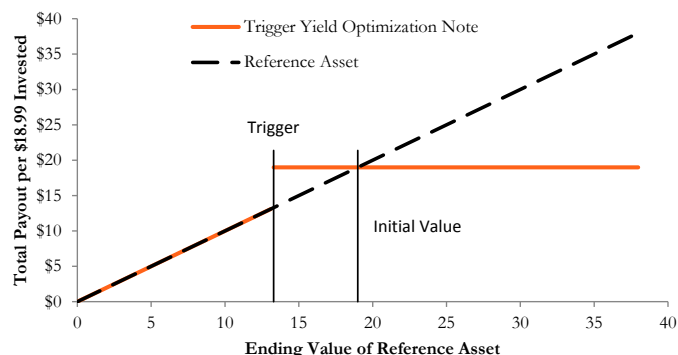 Total Payout per $18.99 Invested
$40
$35
$30
$25
$20
$15
$10
$5
$0
Trigger Yield Optimization Note
Reference Asset
Trigger
Initial Value
0 5 10 15 20 25 30 35 40
Ending Value of Reference Asset